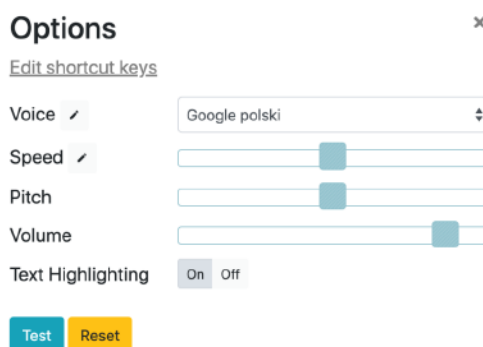 Options ×
Edit shortcut keys
Voice Google polski
Speed
Pitch
Volume
Text Highlighting On Off
Test Reset